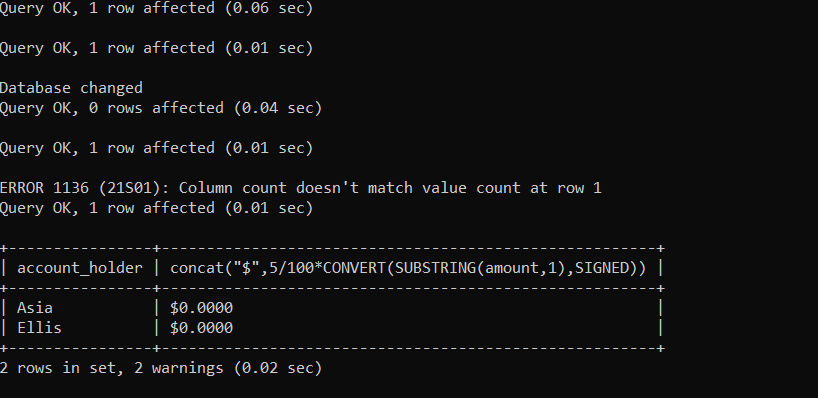 Query OK, 1 row affected (0.06 sec)
Query OK, 1 row affected (0.01 sec)
Database changed
Query OK, 0 rows affected (0.04 sec)
Query OK, 1 row affected (0.01 sec)
ERROR 1136 (21S01): Column count doesn't match value count at row 1
Query OK, 1 row affected (0.01 sec)
+----------------+------------------------------------------------------+
| account_holder | concat("$",5/100*CONVERT(SUBSTRING(amount,1),SIGNED)) |
+----------------+------------------------------------------------------+
| Asia | $0.0000 |
| Ellis | $0.0000 |
+----------------+------------------------------------------------------+
2 rows in set, 2 warnings (0.02 sec)